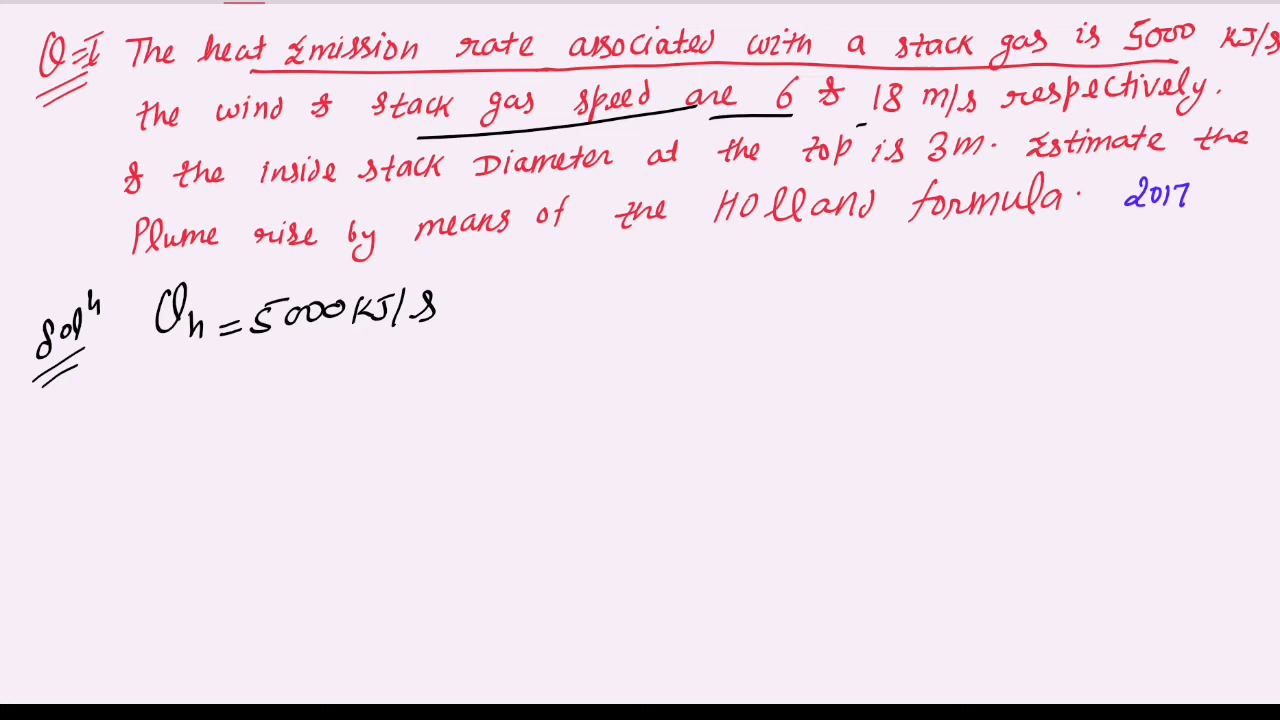 Q=1 The heat Emission rate associated with a stack gas is 5000 KJ/s
the wind & stack gas speed are 6 & 18 m/s respectively.
& the inside stack Diameter at the top is 3m. Estimate the
Plume rise by means of the Holland formula. 2017
Solⁿ Qh = 5000 KJ/s